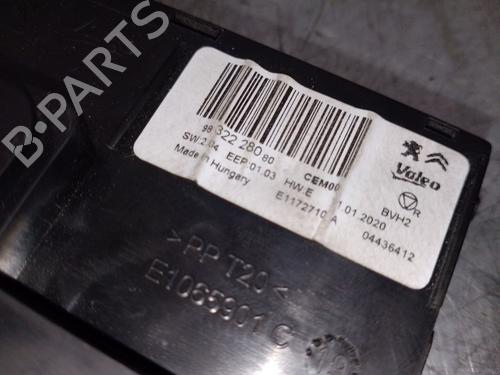 98 322 280 80
CEM00
SW:2.04 EEP:01.03 HW:E 1.01.2020
Made in Hungary E1172710 A
Valeo
R
BVH2
04436412
>PP T20<
E1065901 C
B